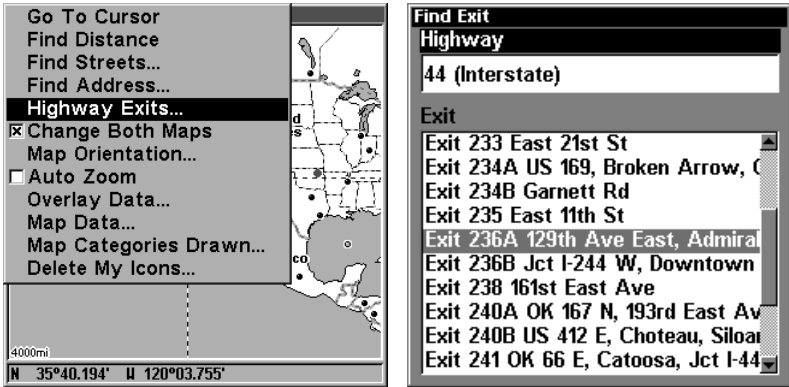 Go To Cursor
Find Distance
Find Streets...
Find Address...
Highway Exits...
Change Both Maps
Map Orientation...
Auto Zoom
Overlay Data...
Map Data...
Map Categories Drawn...
Delete My Icons...
d
s
co
4000mi
N 35°40.194' W 120°03.755'
Find Exit
Highway
44 (Interstate)
Exit
Exit 233 East 21st St
Exit 234A US 169, Broken Arrow, (
Exit 234B Garnett Rd
Exit 235 East 11th St
Exit 236A 129th Ave East, Admiral
Exit 236B Jct I-244 W, Downtown
Exit 238 161st East Ave
Exit 240A OK 167 N, 193rd East Av
Exit 240B US 412 E, Choteau, Siloa
Exit 241 OK 66 E, Catoosa, Jct I-44